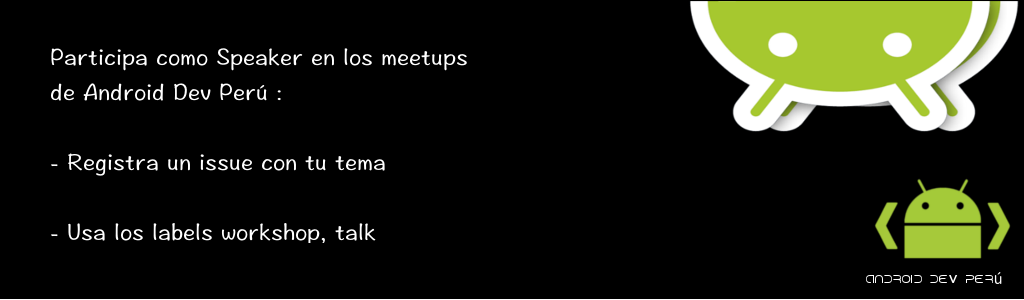 Participa como Speaker en los meetups
de Android Dev Perú :
- Registra un issue con tu tema
- Usa los labels workshop, talk
ANDROID DEV PERÚ